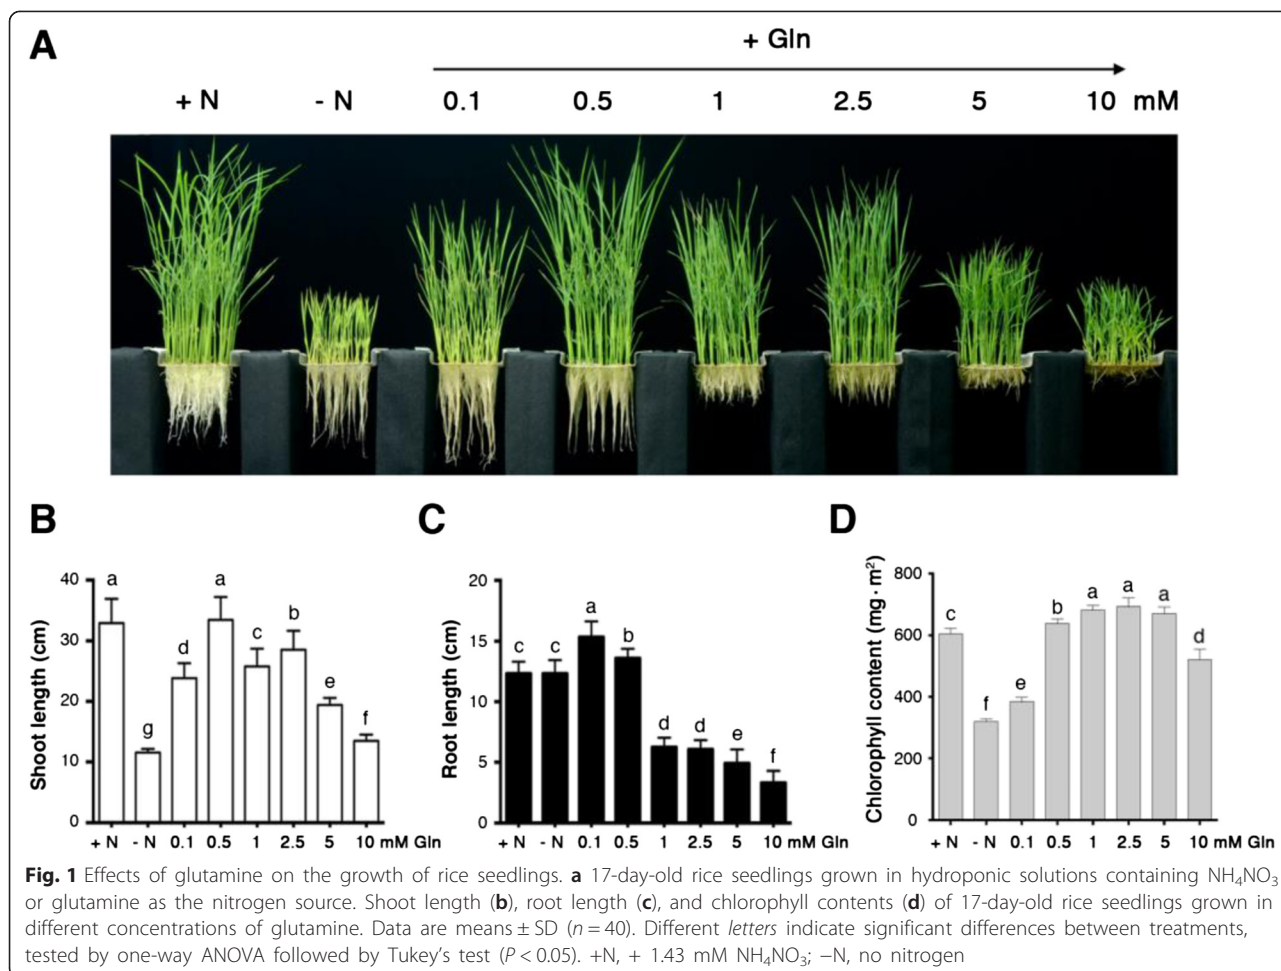 A
+ Gln
+ N - N 0.1 0.5 1 2.5 5 10 mM
B
Shoot length (cm)
40
30
20
10
0
a
g
d
a
c
b
e
f
+ N - N 0.1 0.5 1 2.5 5 10 mM Gln
C
Root length (cm)
20
15
10
5
0
c
c
a
b
d
d
e
f
+ N - N 0.1 0.5 1 2.5 5 10 mM Gln
D
Chlorophyll content (mg·m²)
800
600
400
200
0
c
f
e
b
a
a
a
d
+ N - N 0.1 0.5 1 2.5 5 10 mM Gln
Fig. 1 Effects of glutamine on the growth of rice seedlings. a 17-day-old rice seedlings grown in hydroponic solutions containing NH₄NO₃
or glutamine as the nitrogen source. Shoot length (b), root length (c), and chlorophyll contents (d) of 17-day-old rice seedlings grown in
different concentrations of glutamine. Data are means ± SD (n = 40). Different letters indicate significant differences between treatments,
tested by one-way ANOVA followed by Tukey's test (P < 0.05). +N, + 1.43 mM NH₄NO₃; −N, no nitrogen